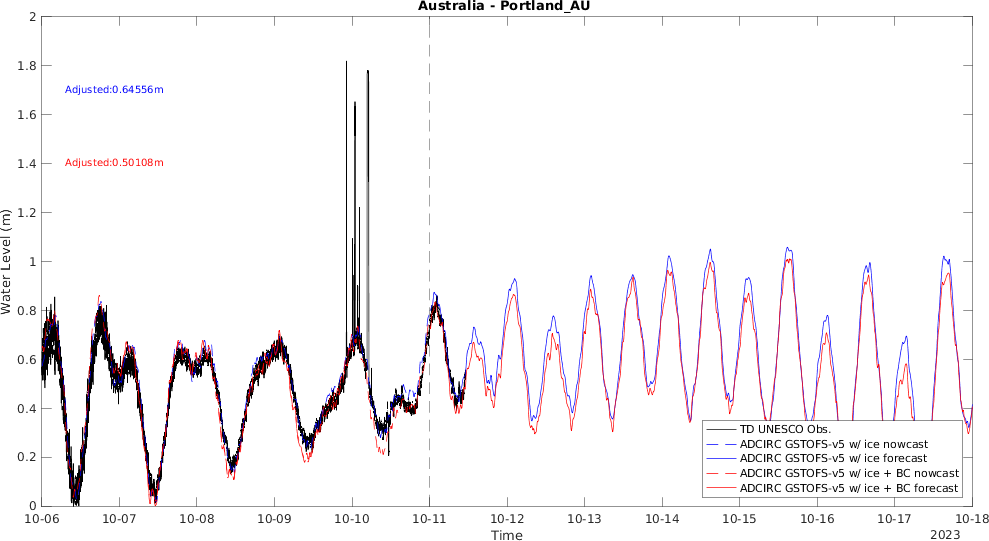 Australia - Portland_AU
2
1.8
1.6
1.4
1.2
1
0.8
0.6
0.4
0.2
0
Water Level (m)
Adjusted:0.64556m
Adjusted:0.50108m
TD UNESCO Obs.
ADCIRC GSTOFS-v5 w/ ice nowcast
ADCIRC GSTOFS-v5 w/ ice forecast
ADCIRC GSTOFS-v5 w/ ice + BC nowcast
ADCIRC GSTOFS-v5 w/ ice + BC forecast
10-06 10-07 10-08 10-09 10-10 10-11 10-12 10-13 10-14 10-15 10-16 10-17 10-18
Time
2023